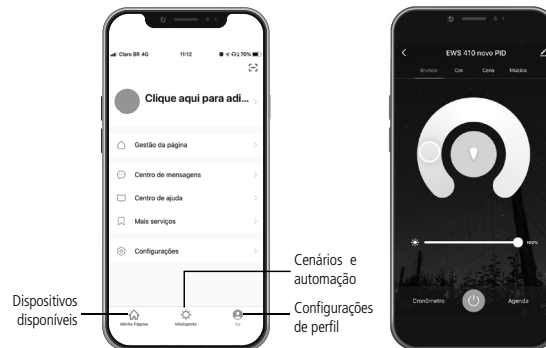 Claro BR 4G 11:12 70%
Clique aqui para adi...
Gestão da página
Centro de mensagens
Centro de ajuda
Mais serviços
Configurações
Minha Página Inteligente Eu
Dispositivos
disponíveis
Cenários e
automação
Configurações
de perfil
EWS 410 novo PID
Branco Cor. Cena Música
100%
Cronômetro Agenda